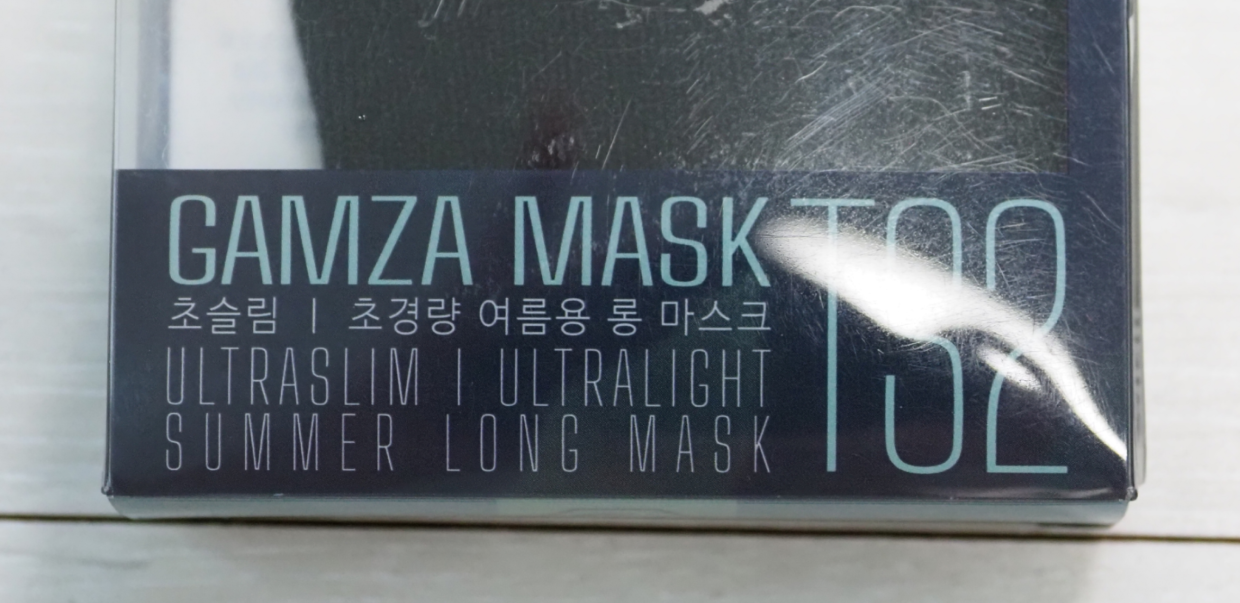 GAMZA MASK
초슬림 | 초경량 여름용 롱 마스크
ULTRASLIM | ULTRALIGHT
SUMMER LONG MASK